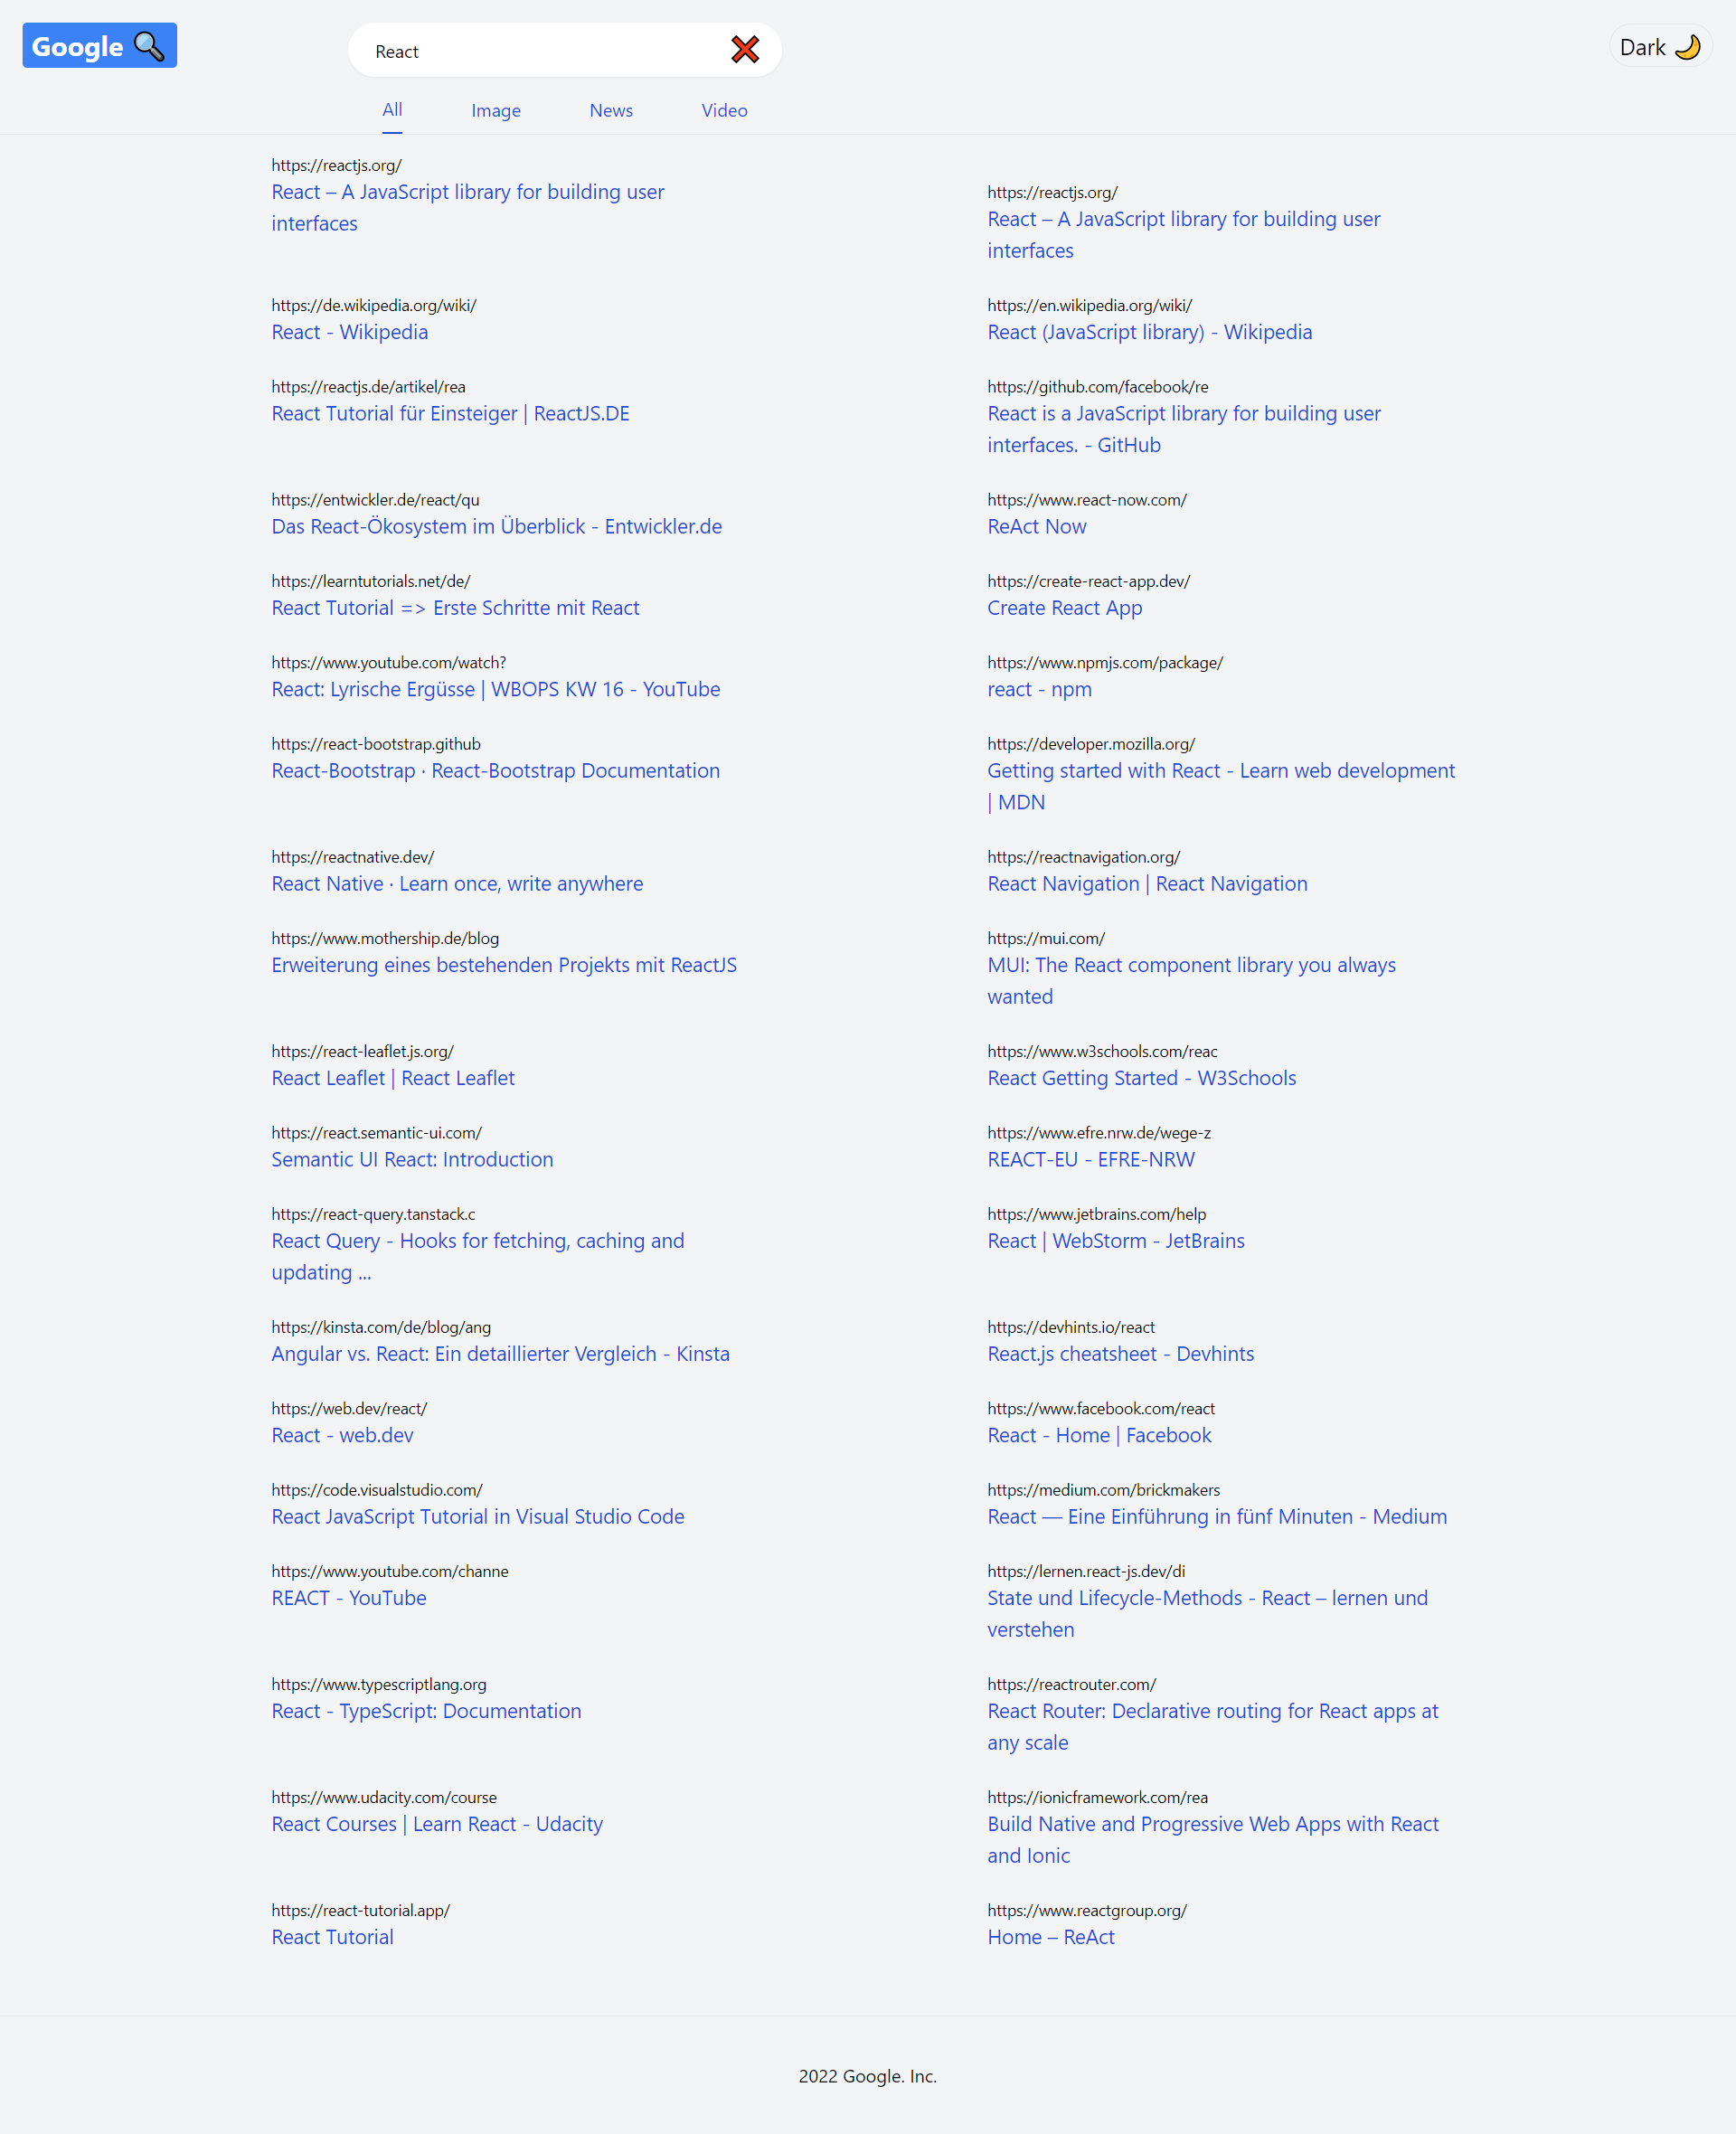 Google
React
Dark
All
Image
News
Video
https://reactjs.org/
React – A JavaScript library for building user
interfaces
https://reactjs.org/
React – A JavaScript library for building user
interfaces
https://de.wikipedia.org/wiki/
React - Wikipedia
https://en.wikipedia.org/wiki/
React (JavaScript library) - Wikipedia
https://reactjs.de/artikel/rea
React Tutorial für Einsteiger | ReactJS.DE
https://github.com/facebook/re
React is a JavaScript library for building user
interfaces. - GitHub
https://entwickler.de/react/qu
Das React-Ökosystem im Überblick - Entwickler.de
https://www.react-now.com/
ReAct Now
https://learntutorials.net/de/
React Tutorial => Erste Schritte mit React
https://create-react-app.dev/
Create React App
https://www.youtube.com/watch?
React: Lyrische Ergüsse | WBOPS KW 16 - YouTube
https://www.npmjs.com/package/
react - npm
https://react-bootstrap.github
React-Bootstrap · React-Bootstrap Documentation
https://developer.mozilla.org/
Getting started with React - Learn web development
| MDN
https://reactnative.dev/
React Native · Learn once, write anywhere
https://reactnavigation.org/
React Navigation | React Navigation
https://www.mothership.de/blog
Erweiterung eines bestehenden Projekts mit ReactJS
https://mui.com/
MUI: The React component library you always
wanted
https://react-leaflet.js.org/
React Leaflet | React Leaflet
https://www.w3schools.com/reac
React Getting Started - W3Schools
https://react.semantic-ui.com/
Semantic UI React: Introduction
https://www.efre.nrw.de/wege-z
REACT-EU - EFRE-NRW
https://react-query.tanstack.c
React Query - Hooks for fetching, caching and
updating ...
https://www.jetbrains.com/help
React | WebStorm - JetBrains
https://kinsta.com/de/blog/ang
Angular vs. React: Ein detaillierter Vergleich - Kinsta
https://devhints.io/react
React.js cheatsheet - Devhints
https://web.dev/react/
React - web.dev
https://www.facebook.com/react
React - Home | Facebook
https://code.visualstudio.com/
React JavaScript Tutorial in Visual Studio Code
https://medium.com/brickmakers
React — Eine Einführung in fünf Minuten - Medium
https://www.youtube.com/channe
REACT - YouTube
https://lernen.react-js.dev/di
State und Lifecycle-Methods - React – lernen und
verstehen
https://www.typescriptlang.org
React - TypeScript: Documentation
https://reactrouter.com/
React Router: Declarative routing for React apps at
any scale
https://www.udacity.com/course
React Courses | Learn React - Udacity
https://ionicframework.com/rea
Build Native and Progressive Web Apps with React
and Ionic
https://react-tutorial.app/
React Tutorial
https://www.reactgroup.org/
Home – ReAct
2022 Google. Inc.